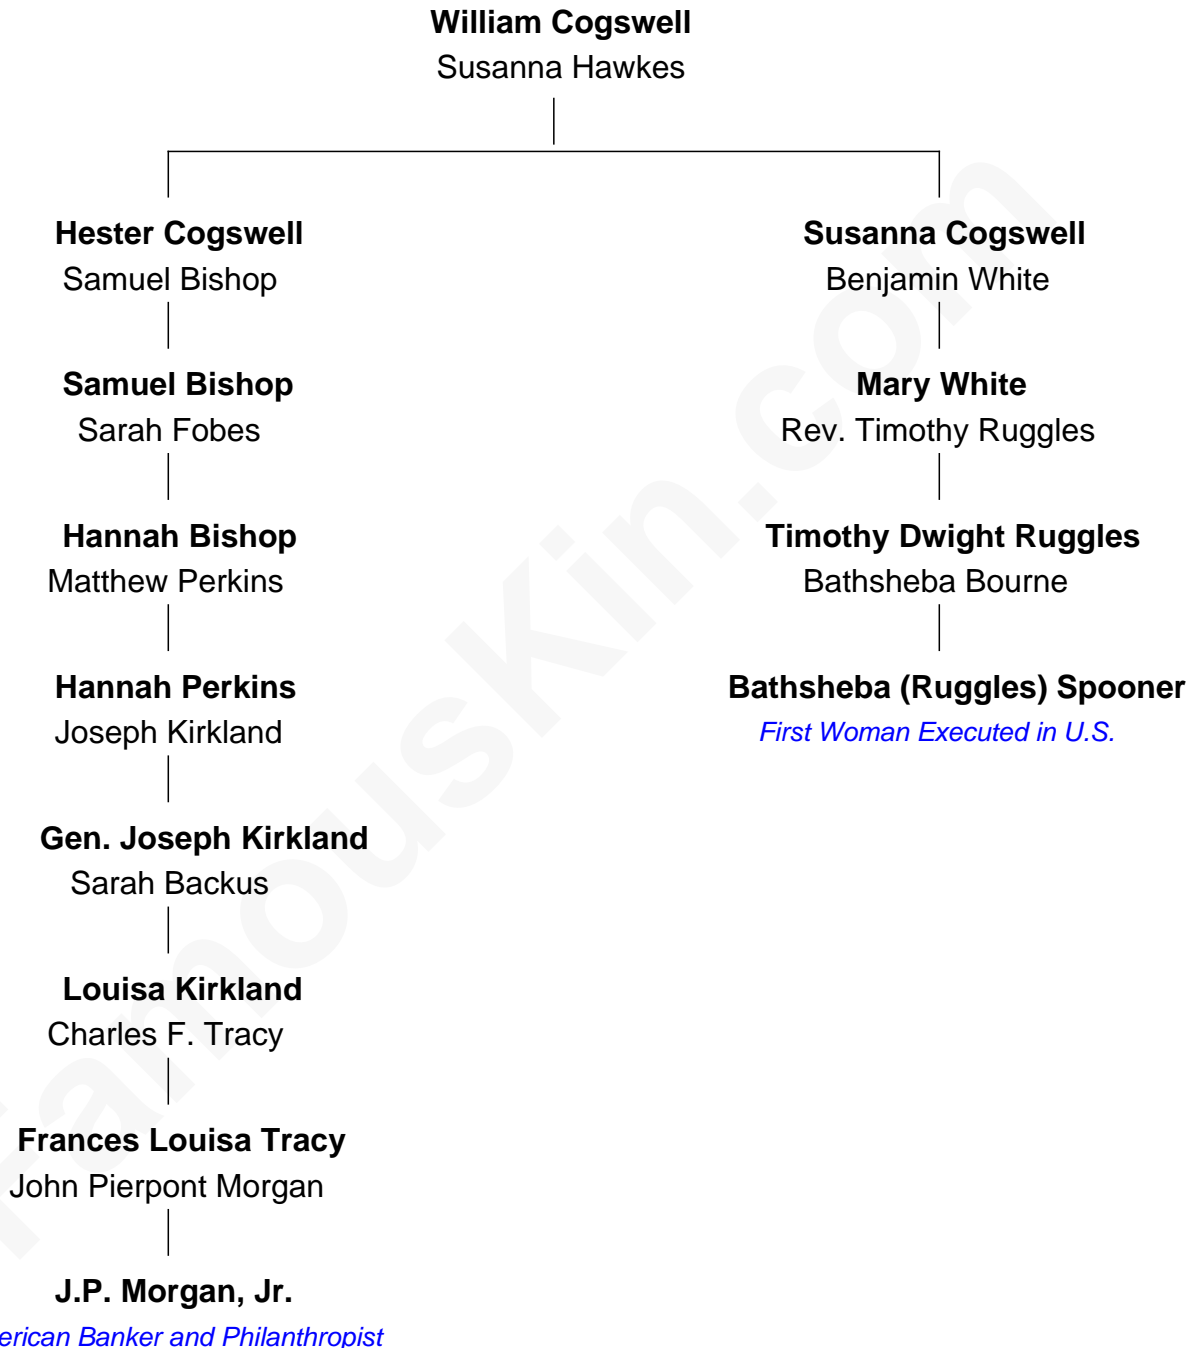 William Cogswell
Susanna Hawkes
Hester Cogswell
Samuel Bishop
Samuel Bishop
Sarah Fobes
Hannah Bishop
Matthew Perkins
Hannah Perkins
Joseph Kirkland
Gen. Joseph Kirkland
Sarah Backus
Louisa Kirkland
Charles F. Tracy
Frances Louisa Tracy
John Pierpont Morgan
J.P. Morgan, Jr.
erican Banker and Philanthropist
Susanna Cogswell
Benjamin White
Mary White
Rev. Timothy Ruggles
Timothy Dwight Ruggles
Bathsheba Bourne
Bathsheba (Ruggles) Spooner
First Woman Executed in U.S.
FamousKin.com